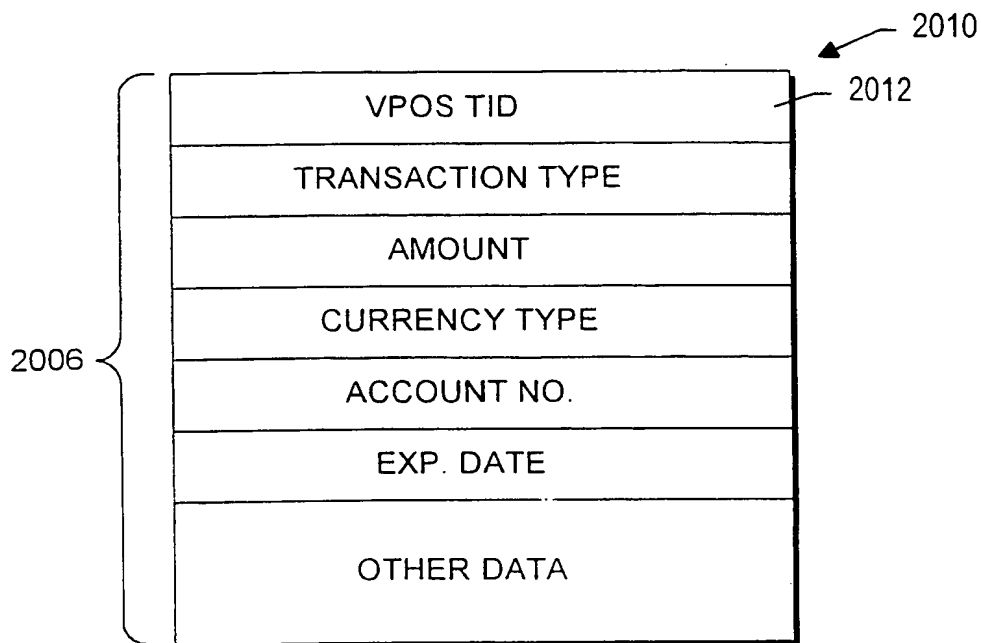 2010
VPOS TID
2012
TRANSACTION TYPE
AMOUNT
CURRENCY TYPE
2006
ACCOUNT NO.
EXP. DATE
OTHER DATA